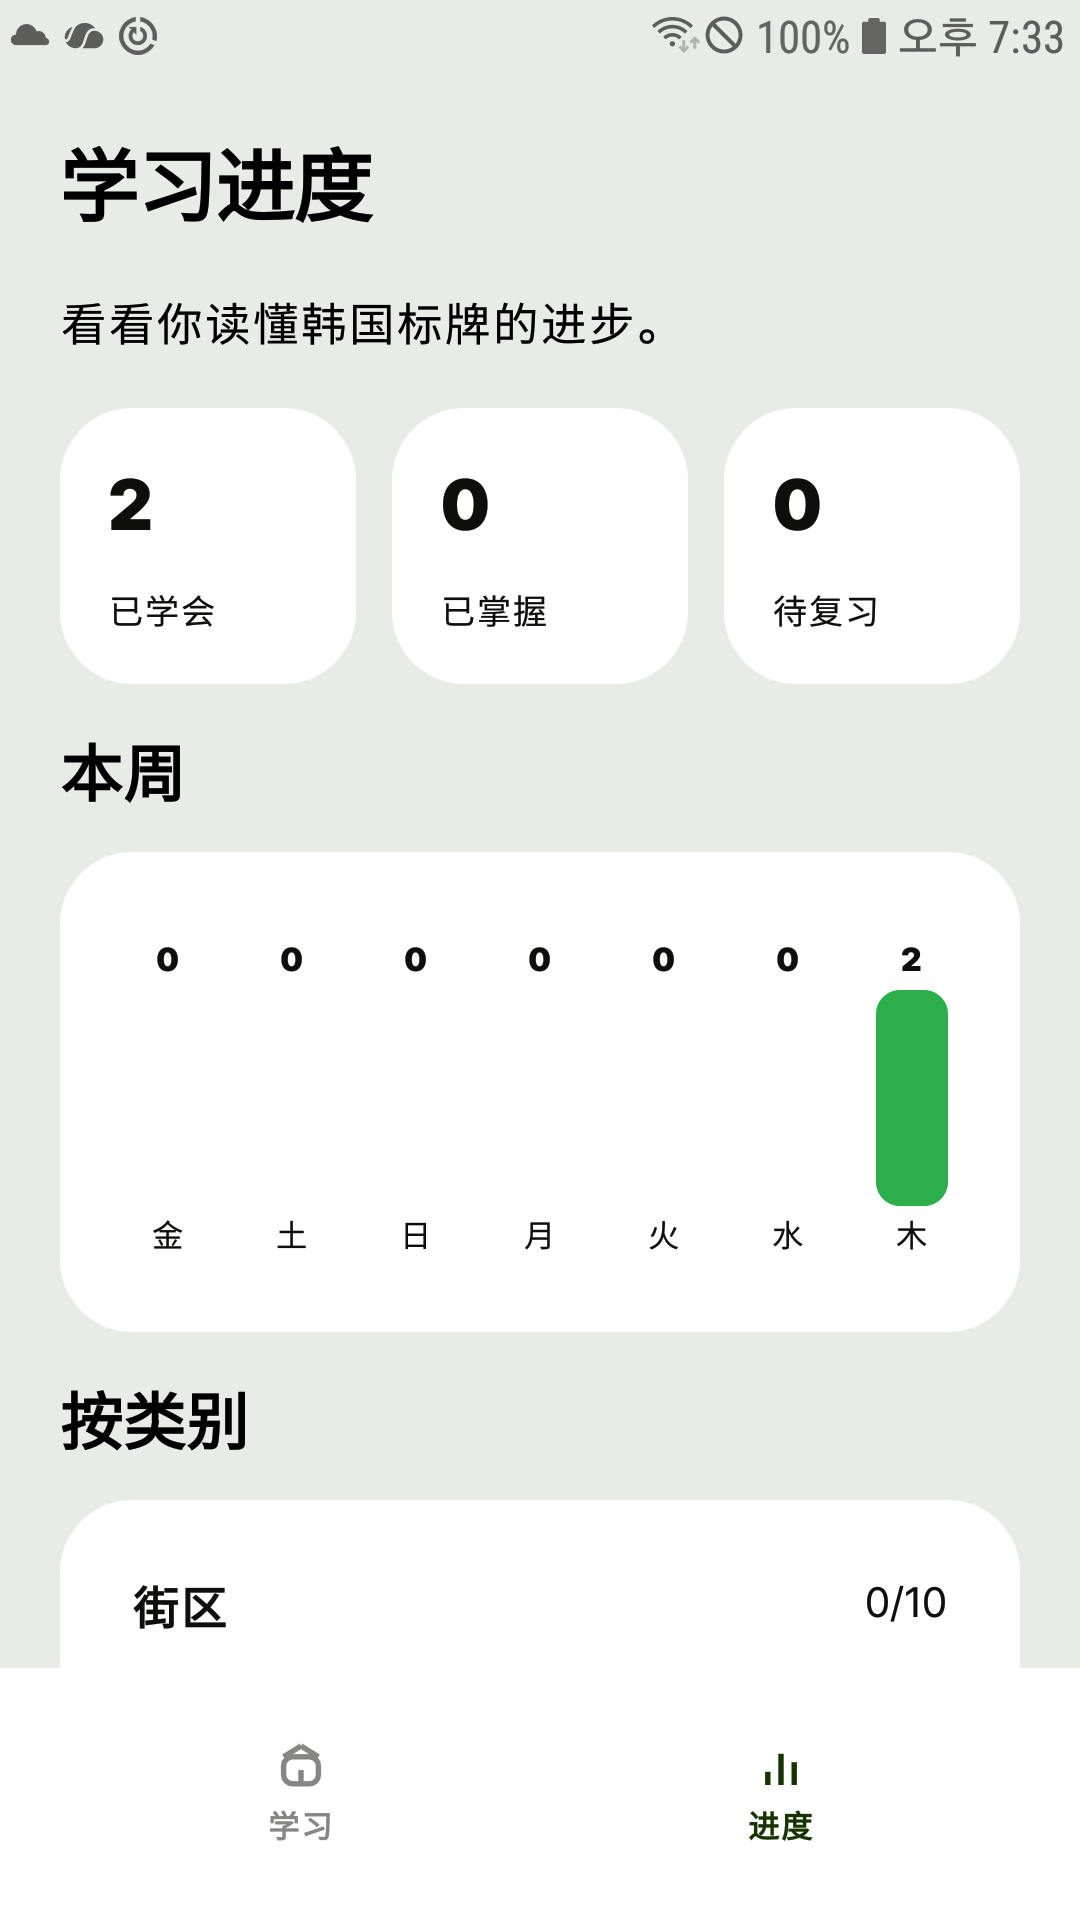 100% 오후 7:33
学习进度
看看你读懂韩国标牌的进步。
2 0 0
已学会 已掌握 待复习
本周
0 0 0 0 0 0 2
金 土 日 月 火 水 木
按类别
街区 0/10
学习 进度